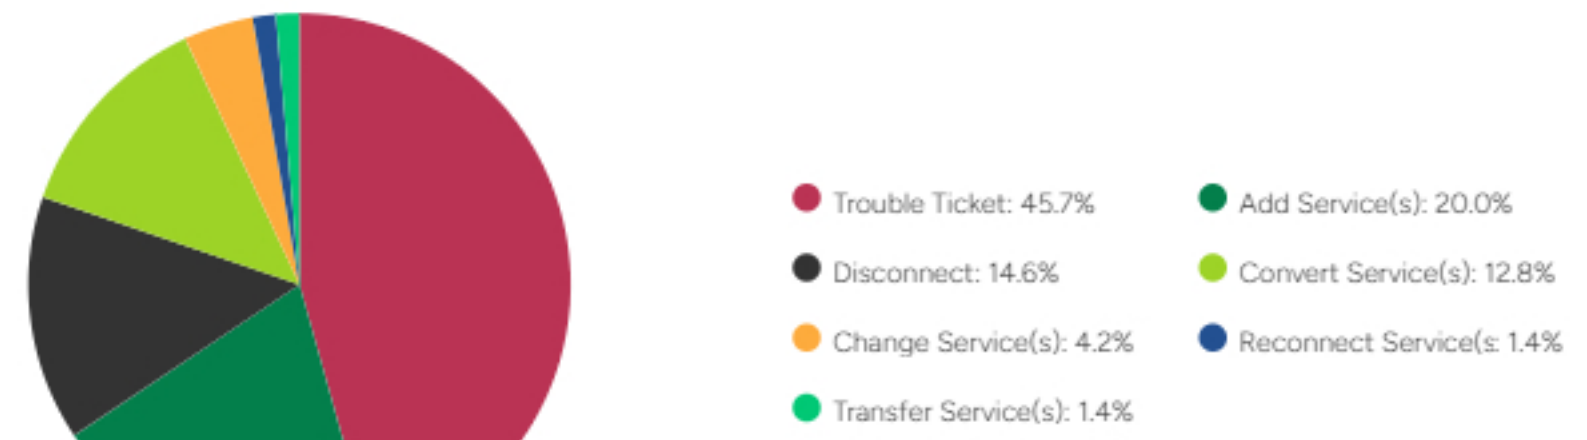 Trouble Ticket: 45.7%
Add Service(s): 20.0%
Disconnect: 14.6%
Convert Service(s): 12.8%
Change Service(s): 4.2%
Reconnect Service(s: 1.4%
Transfer Service(s): 1.4%